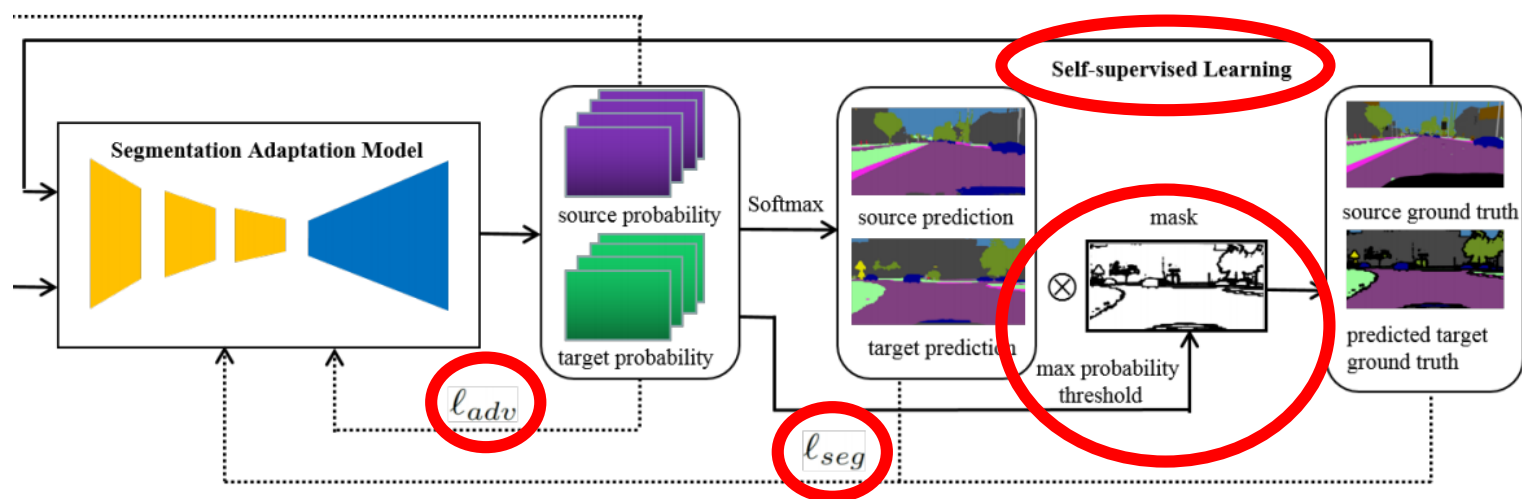 Self-supervised Learning
Segmentation Adaptation Model
source probability
target probability
Softmax
source prediction
target prediction
mask
⊗
max probability
threshold
source ground truth
predicted target
ground truth
ℓadv
ℓseg